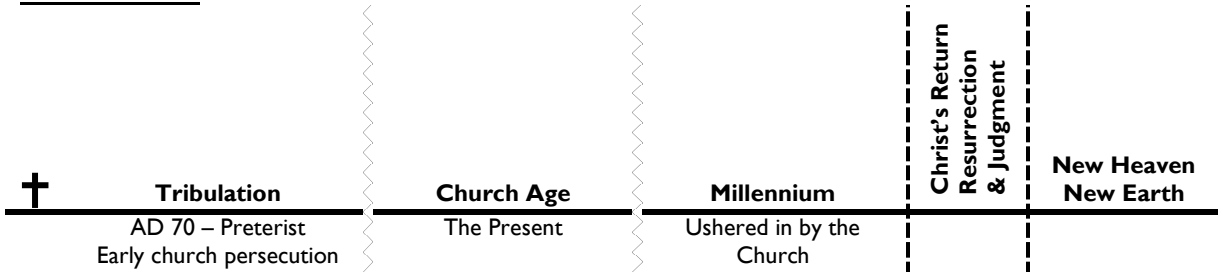 Tribulation
AD 70 – Preterist
Early church persecution
Church Age
The Present
Millennium
Ushered in by the
Church
Christ's Return
Resurrection
& Judgment
New Heaven
New Earth